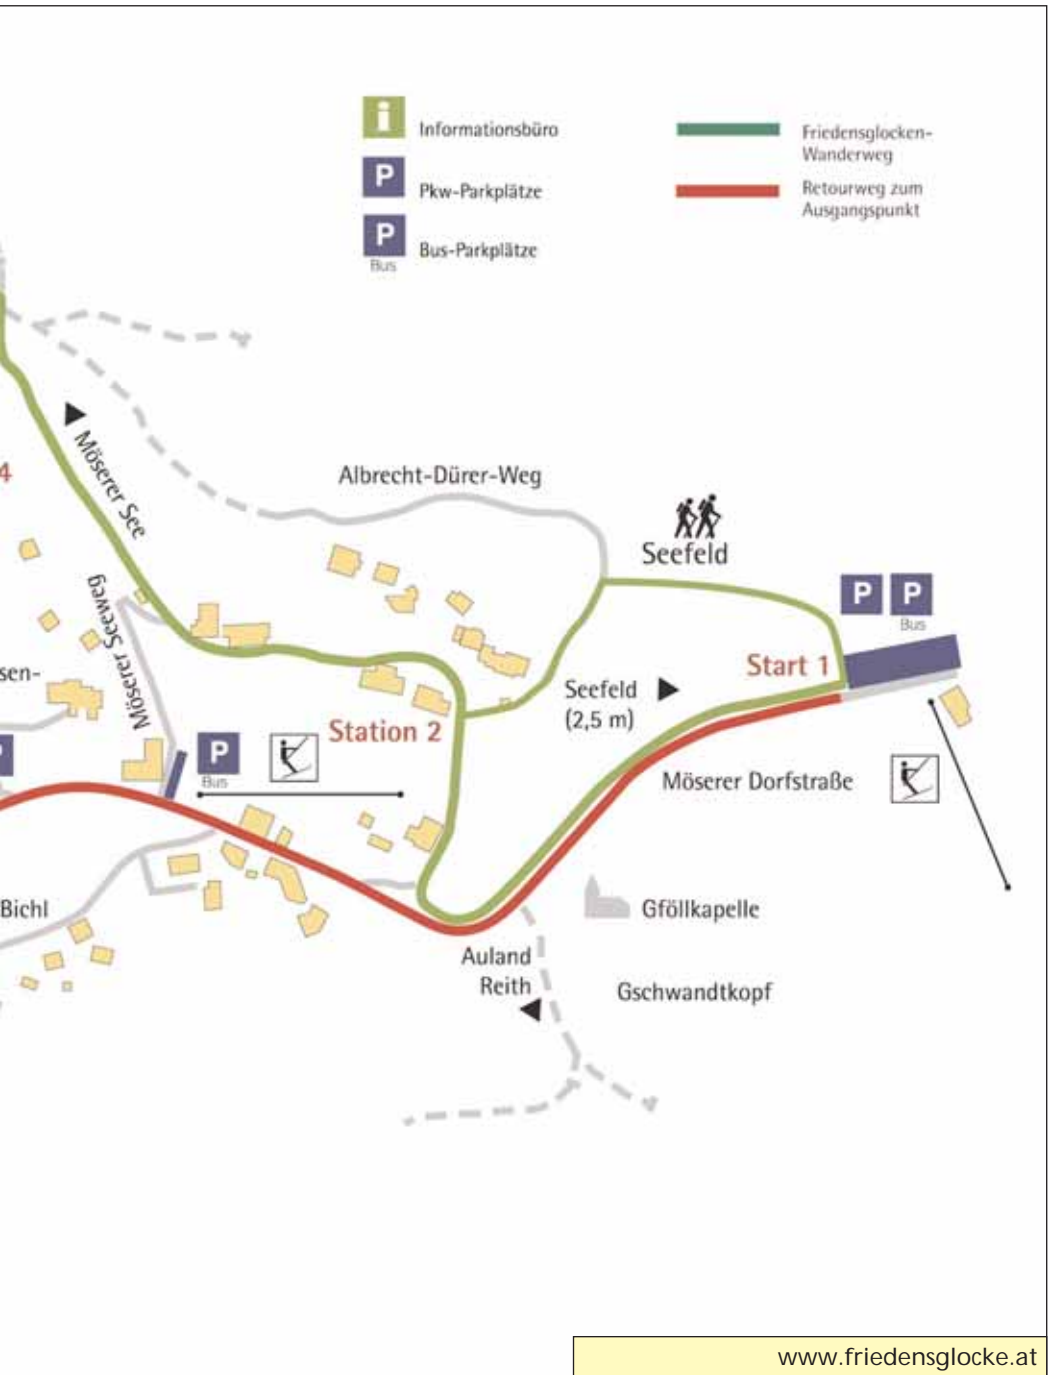 i
Informationsbüro
P
Pkw-Parkplätze
P
Bus
Bus-Parkplätze
Friedensglocken-
Wanderweg
Retourweg zum
Ausgangspunkt
Möserer See
4
Albrecht-Dürer-Weg
Seefeld
P
P
Bus
Möserer Seeweg
sen-
Start 1
Seefeld
(2,5 m)
Station 2
P
Bus
Möserer Dorfstraße
Bichl
Gföllkapelle
Auland
Reith
Gschwandtkopf
www.friedensglocke.at